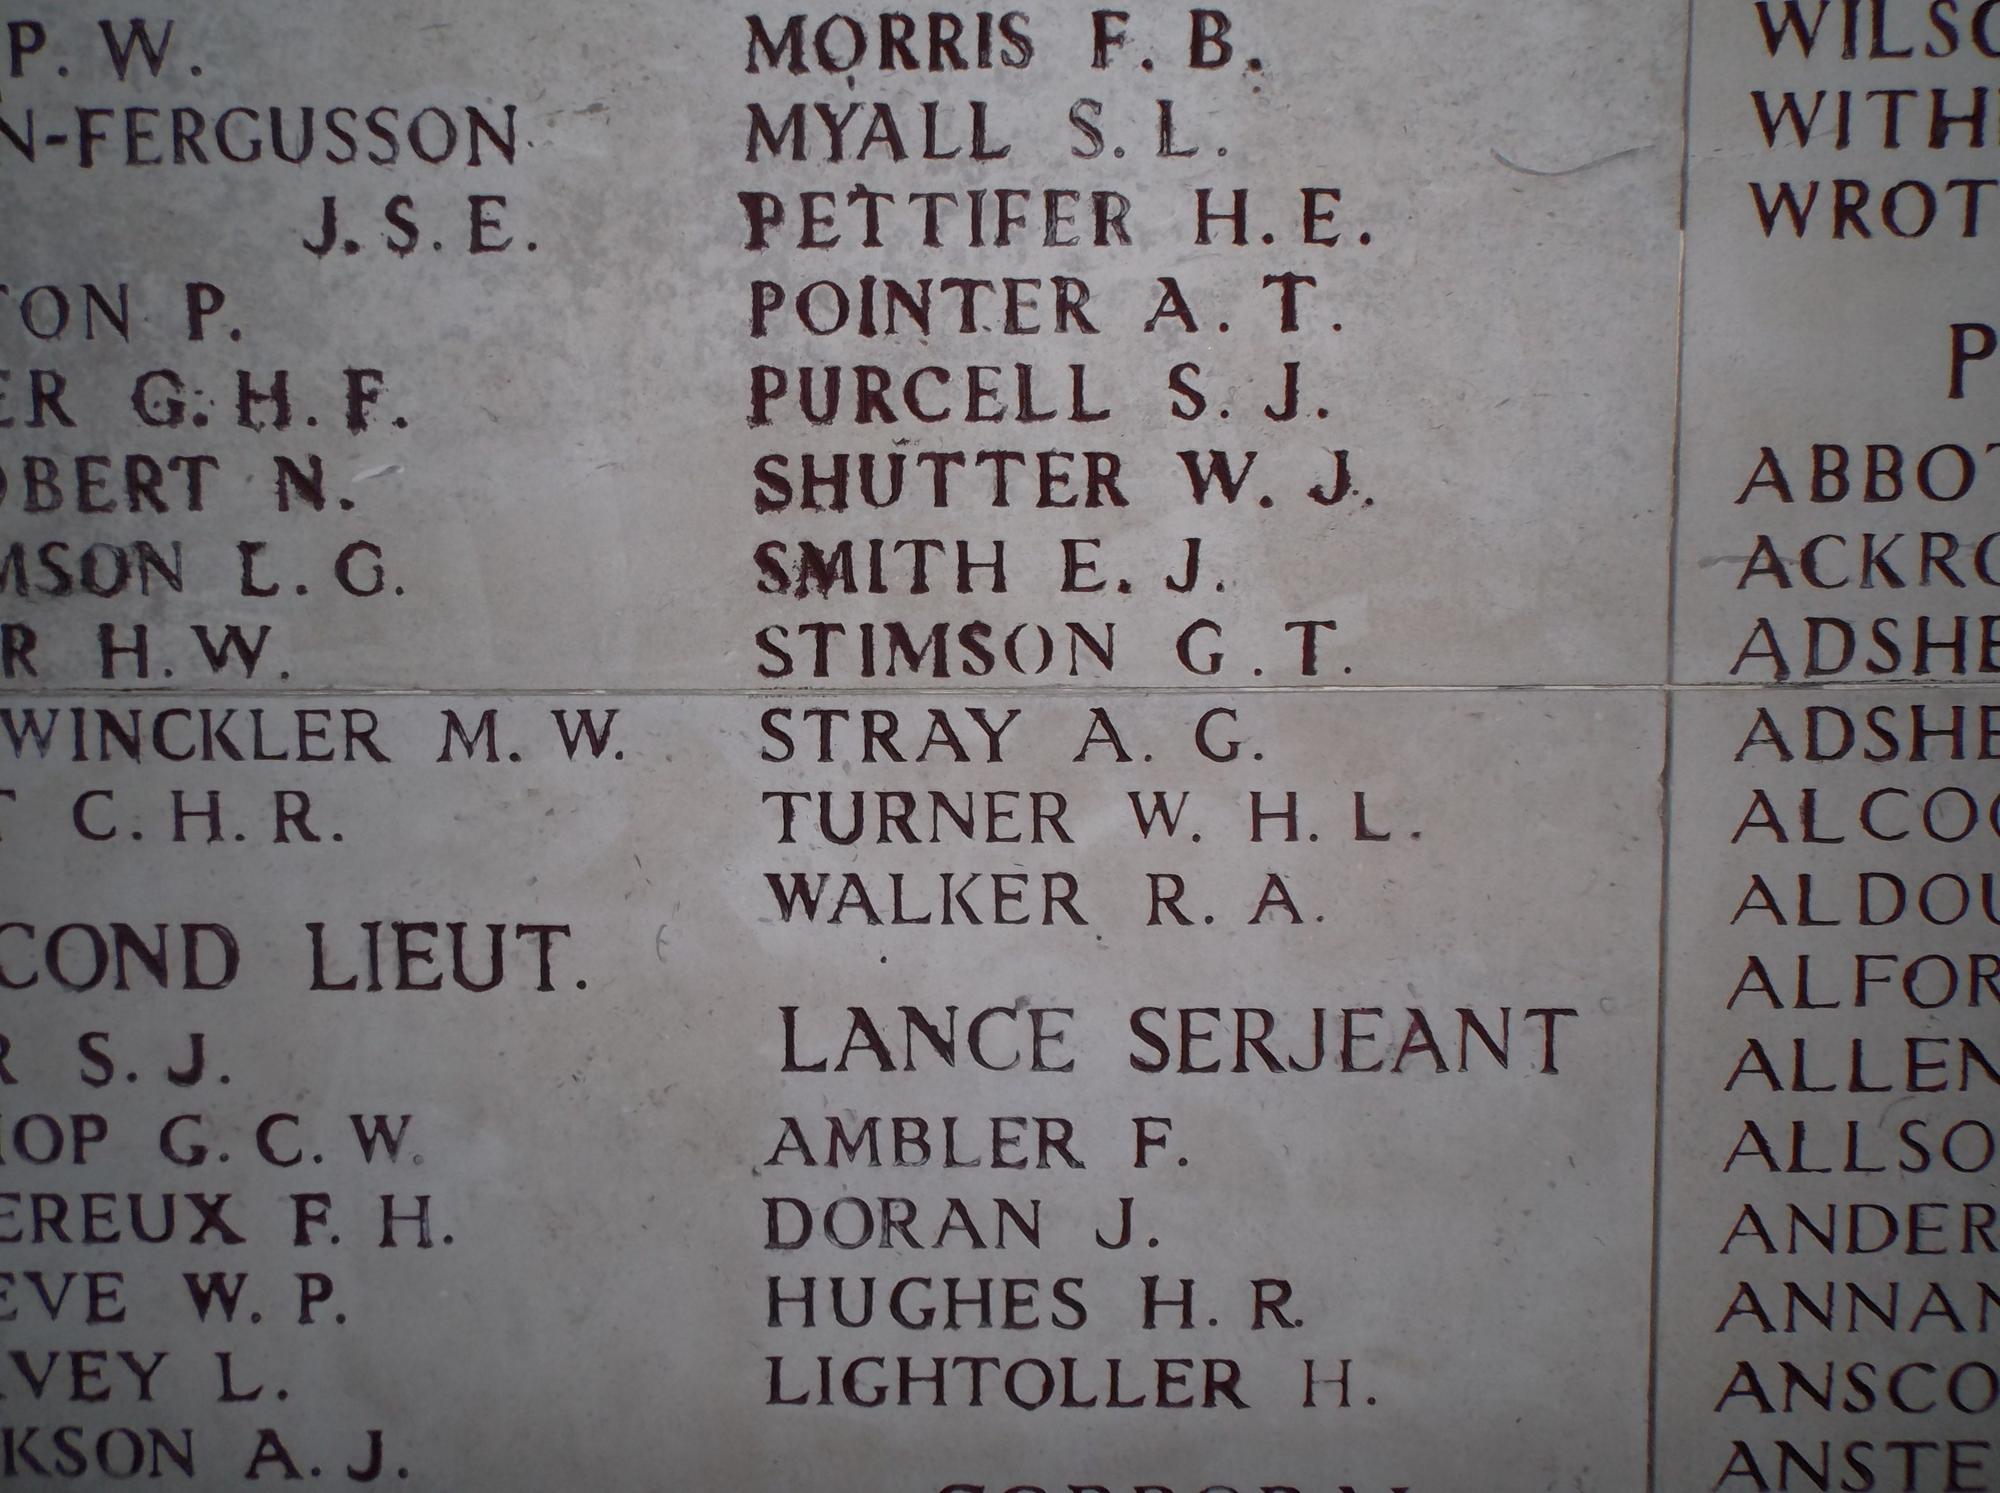 P. W.
N-FERGUSSON
J. S. E.
TON P.
ER G. H. F.
OBERT N.
MSON L. G.
R H. W.
WINCKLER M. W.
T C. H. R.
COND LIEUT.
R S. J.
HOP G. C. W.
EREUX F. H.
EVE W. P.
VEY L.
KSON A. J.
MORRIS F. B.
MYALL S. L.
PETTIFER H. E.
POINTER A. T.
PURCELL S. J.
SHUTTER W. J.
SMITH E. J.
STIMSON G. T.
STRAY A. G.
TURNER W. H. L.
WALKER R. A.
LANCE SERJEANT
AMBLER F.
DORAN J.
HUGHES H. R.
LIGHTOLLER H.
CORPORAL
WILSO
WITH
WROT
P
ABBOT
ACKRO
ADSHE
ADSHE
ALCOC
ALDOU
ALFOR
ALLEN
ALLSO
ANDER
ANNAN
ANSCO
ANSTE